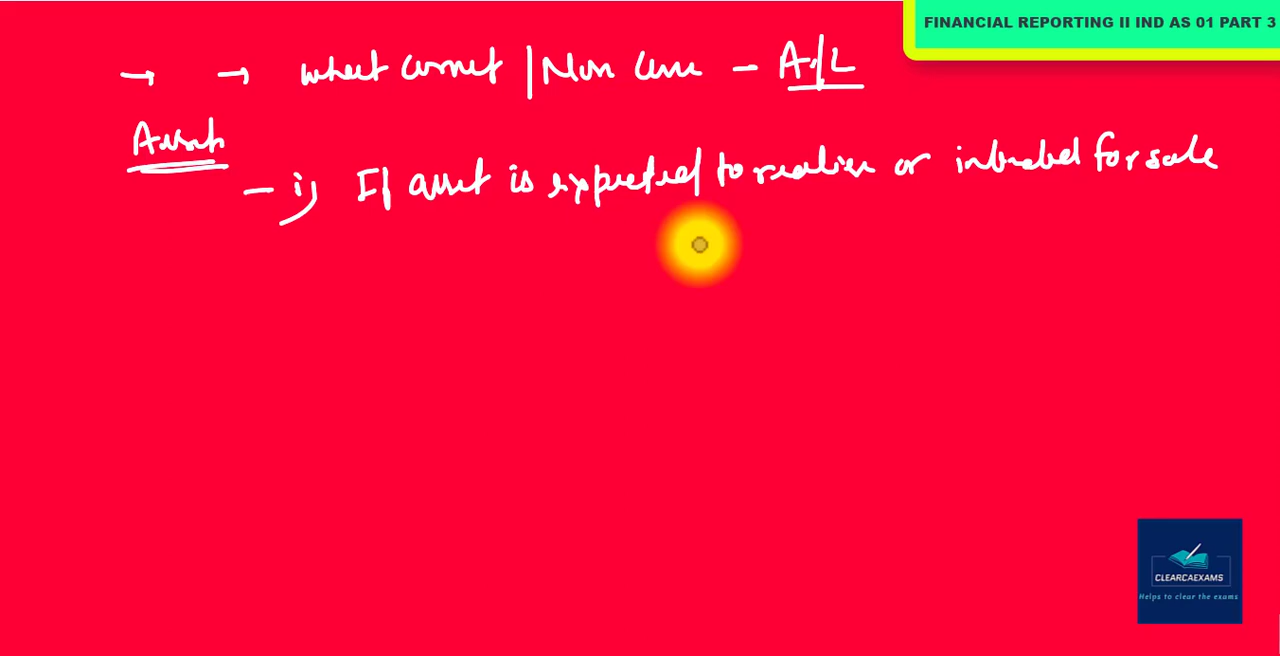 FINANCIAL REPORTING II IND AS 01 PART 3
→ → what current | Non curr - A/L
Assets
- i) If asset is expected to realise or intended for sale
CLEARCAEXAMS
Helps to clear the exams